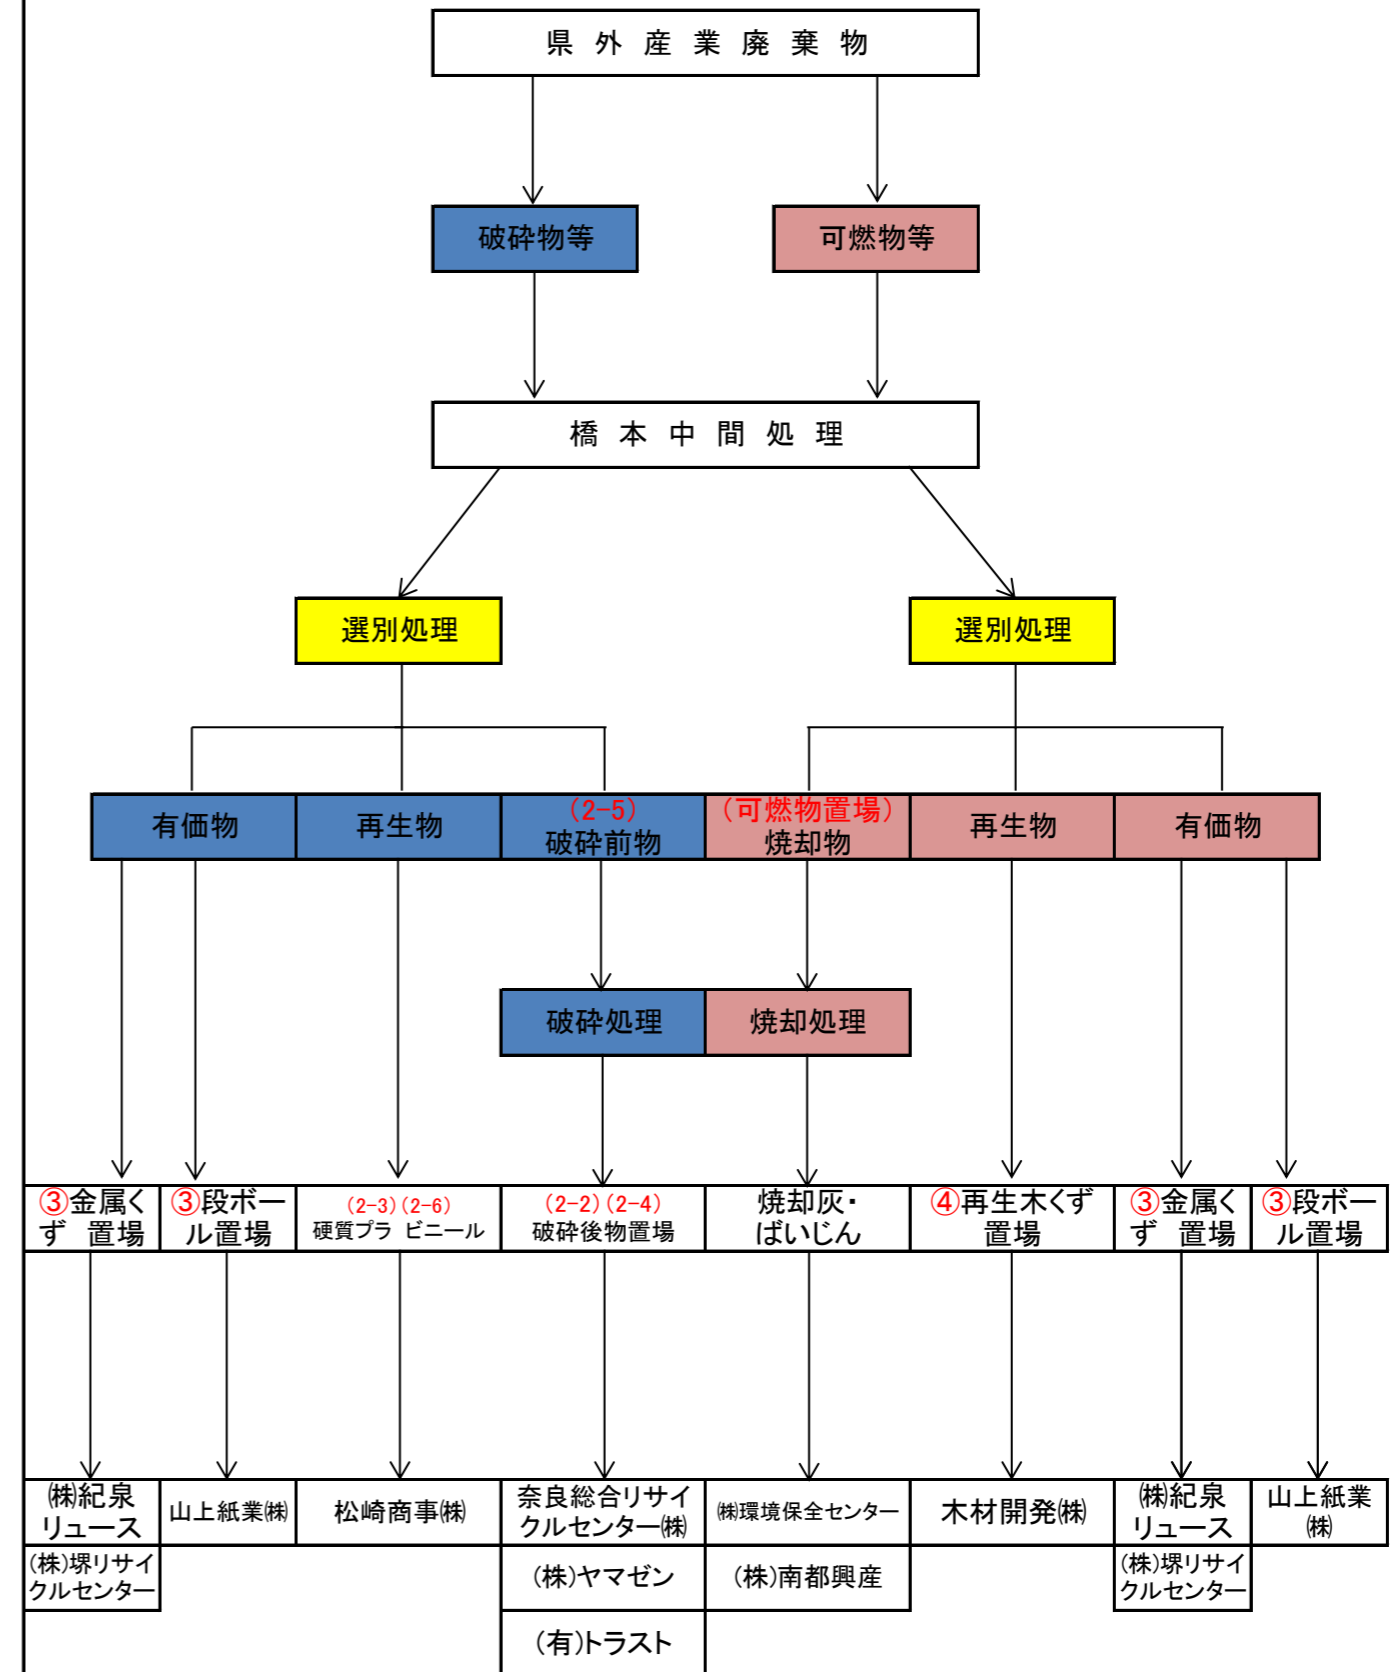 県外産業廃棄物
破砕物等
可燃物等
橋本中間処理
選別処理
選別処理
有価物
再生物
(2-5)
破砕前物
(可燃物置場)
焼却物
再生物
有価物
破砕処理
焼却処理
③金属く
ず 置場
③段ボー
ル置場
(2-3)(2-6)
硬質プラ ビニール
(2-2)(2-4)
破砕後物置場
焼却灰・
ばいじん
④再生木くず
置場
③金属く
ず 置場
③段ボー
ル置場
㈱紀泉
リュース
山上紙業㈱
松崎商事㈱
奈良総合リサイ
クルセンター㈱
㈱環境保全センター
木材開発㈱
㈱紀泉
リュース
山上紙業
㈱
(株)堺リサイ
クルセンター
(株)ヤマゼン
(株)南都興産
(株)堺リサイ
クルセンター
(有)トラスト